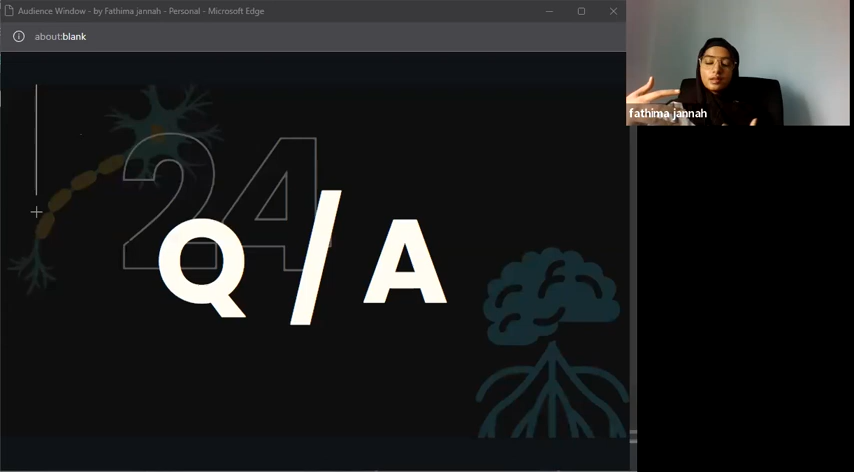 Audience Window - by Fathima jannah - Personal - Microsoft Edge
about:blank
fathima jannah
24
Q/A